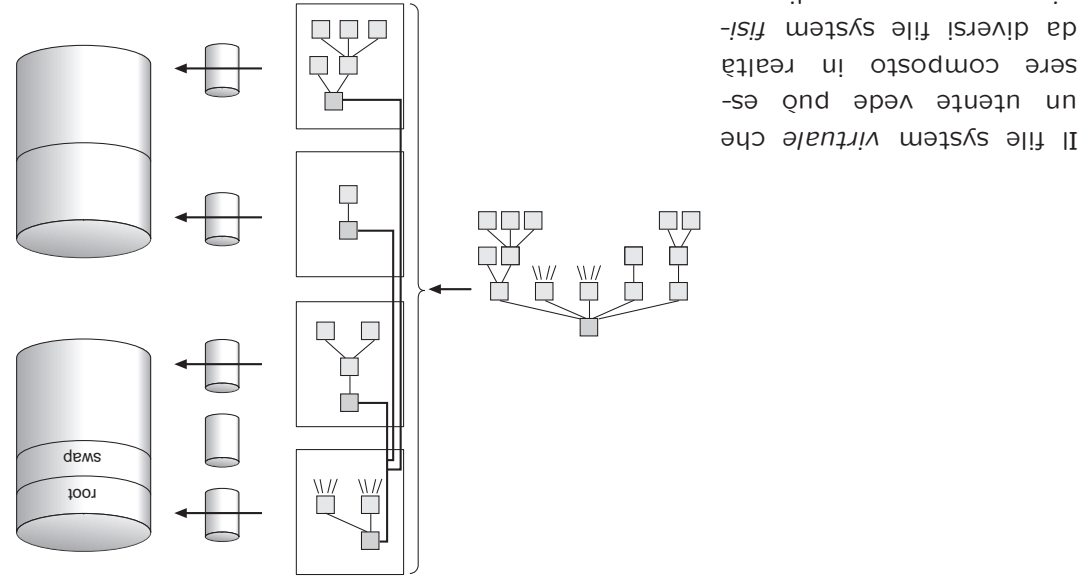 Il file system virtuale che
un utente vede può es-
sere composto in realtà
da diversi file system fisi-
root
swap